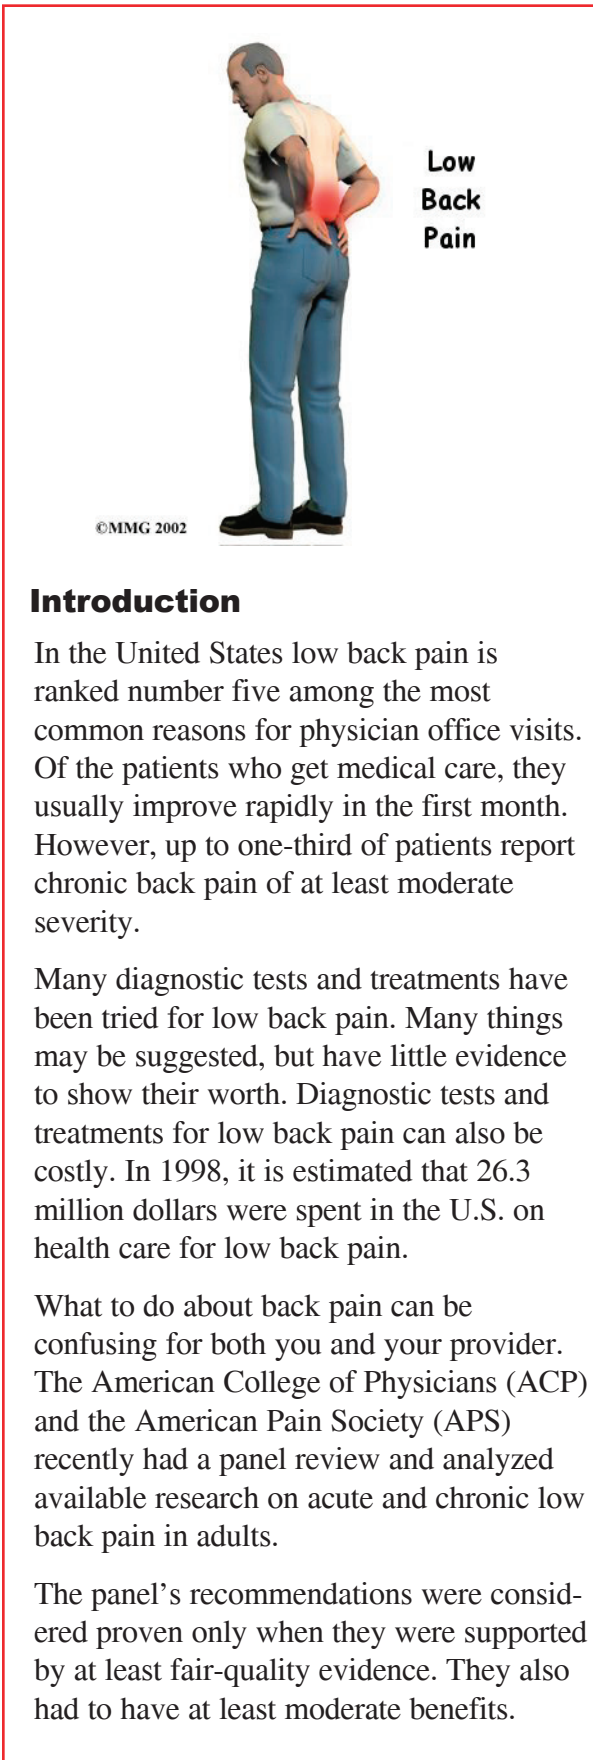 Low
Back
Pain
©MMG 2002
Introduction
In the United States low back pain is
ranked number five among the most
common reasons for physician office visits.
Of the patients who get medical care, they
usually improve rapidly in the first month.
However, up to one-third of patients report
chronic back pain of at least moderate
severity.
Many diagnostic tests and treatments have
been tried for low back pain. Many things
may be suggested, but have little evidence
to show their worth. Diagnostic tests and
treatments for low back pain can also be
costly. In 1998, it is estimated that 26.3
million dollars were spent in the U.S. on
health care for low back pain.
What to do about back pain can be
confusing for both you and your provider.
The American College of Physicians (ACP)
and the American Pain Society (APS)
recently had a panel review and analyzed
available research on acute and chronic low
back pain in adults.
The panel’s recommendations were consid-
ered proven only when they were supported
by at least fair-quality evidence. They also
had to have at least moderate benefits.